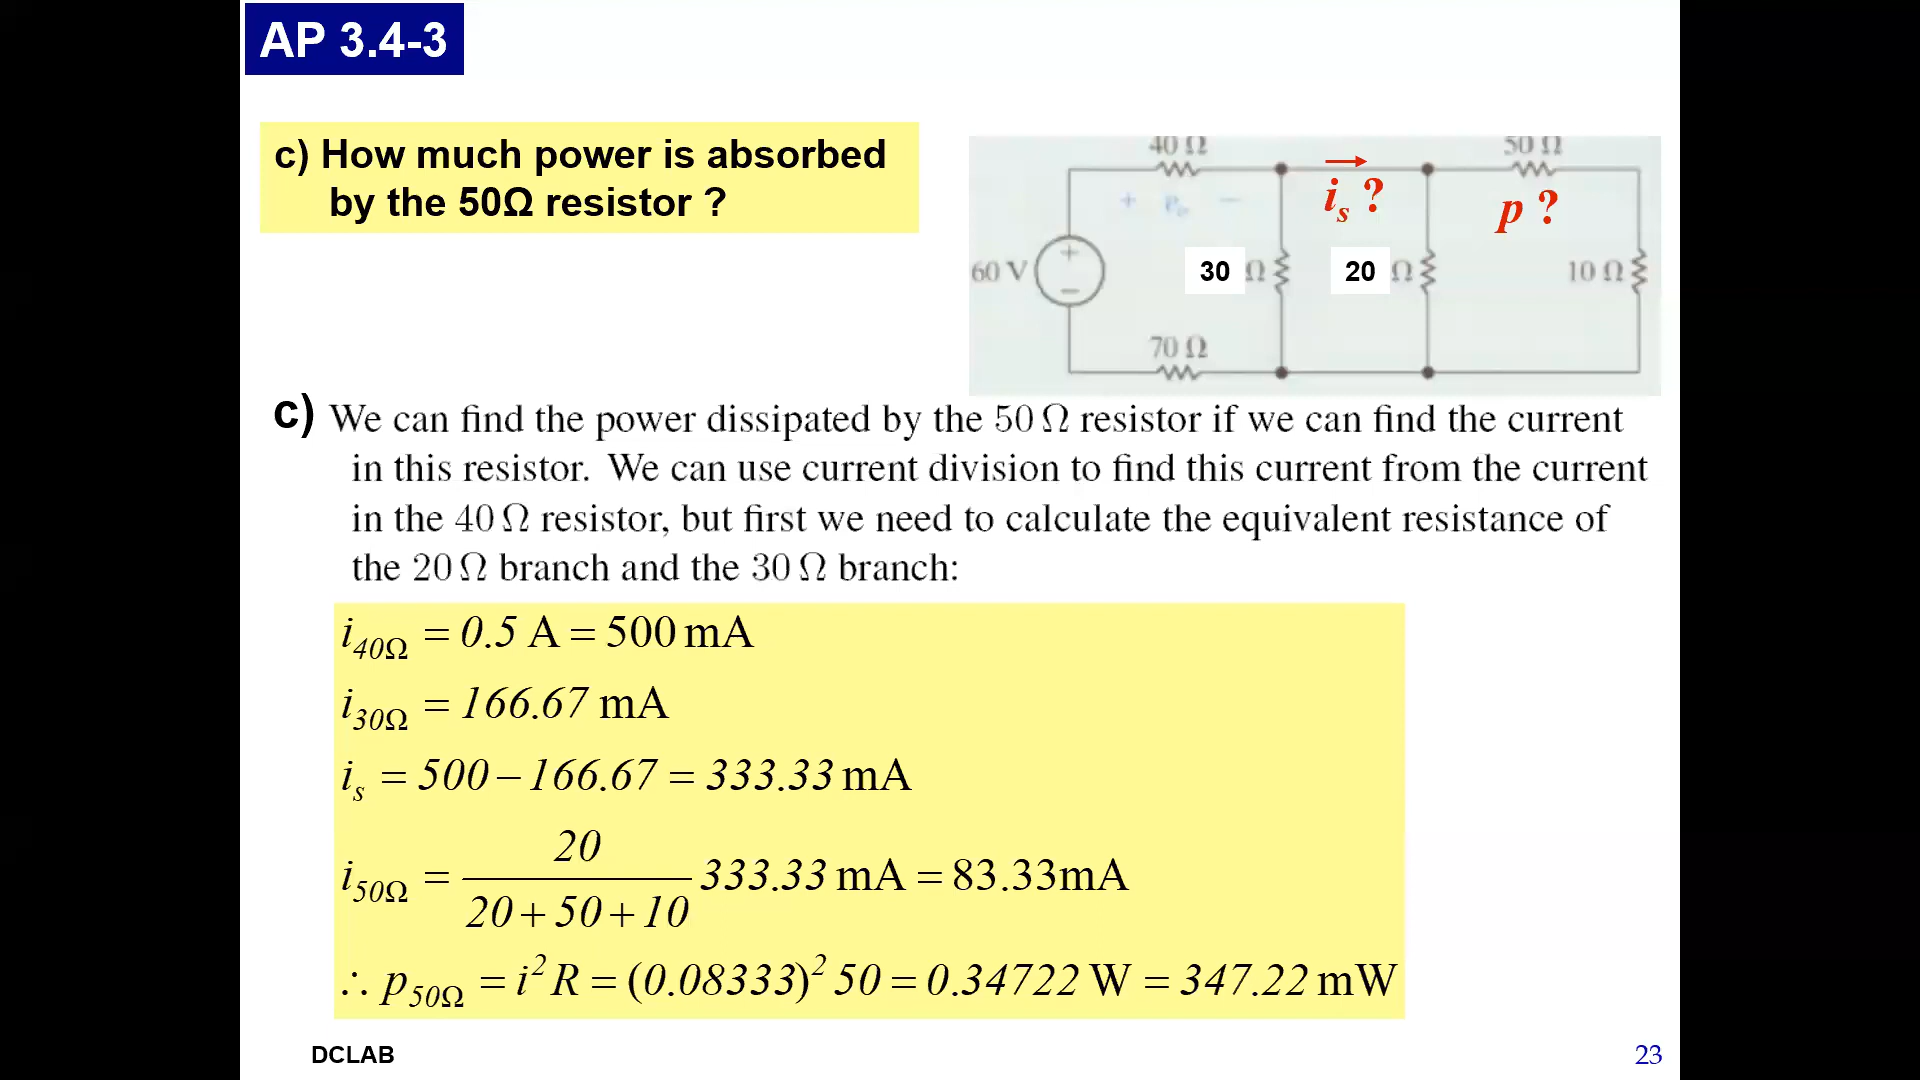 AP 3.4-3
c) How much power is absorbed
by the 50Ω resistor ?
40 Ω
50 Ω
i_s ?
p ?
+ v_o −
60 V
+
−
30 Ω
20 Ω
10 Ω
70 Ω
c) We can find the power dissipated by the 50 Ω resistor if we can find the current
in this resistor. We can use current division to find this current from the current
in the 40 Ω resistor, but first we need to calculate the equivalent resistance of
the 20 Ω branch and the 30 Ω branch:
i_40Ω = 0.5 A = 500 mA
i_30Ω = 166.67 mA
i_s = 500 − 166.67 = 333.33 mA
i_50Ω = 20 / (20 + 50 + 10) 333.33 mA = 83.33mA
∴ p_50Ω = i² R = (0.08333)² 50 = 0.34722 W = 347.22 mW
DCLAB
23